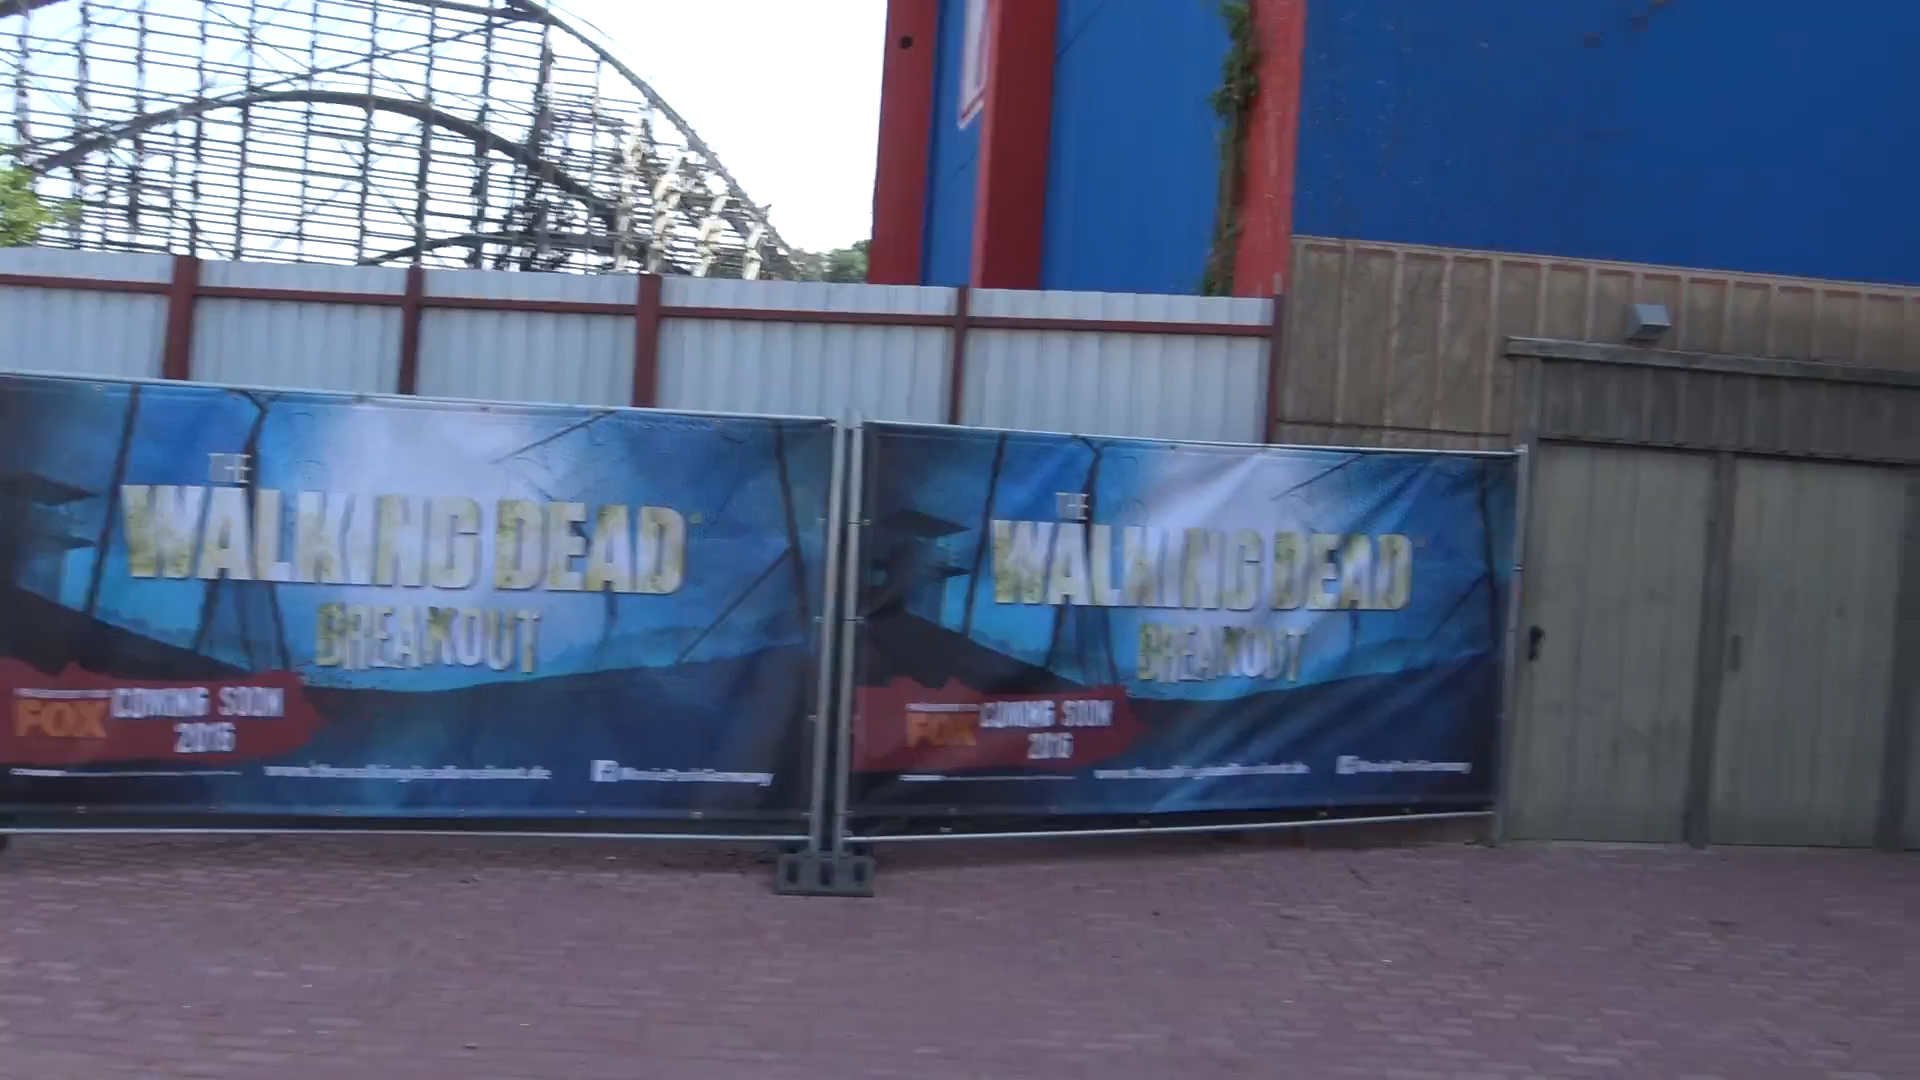 THE
WALKING DEAD
BREAKOUT
FOX
COMING SOON
2016
THE
WALKING DEAD
BREAKOUT
FOX
COMING SOON
2016